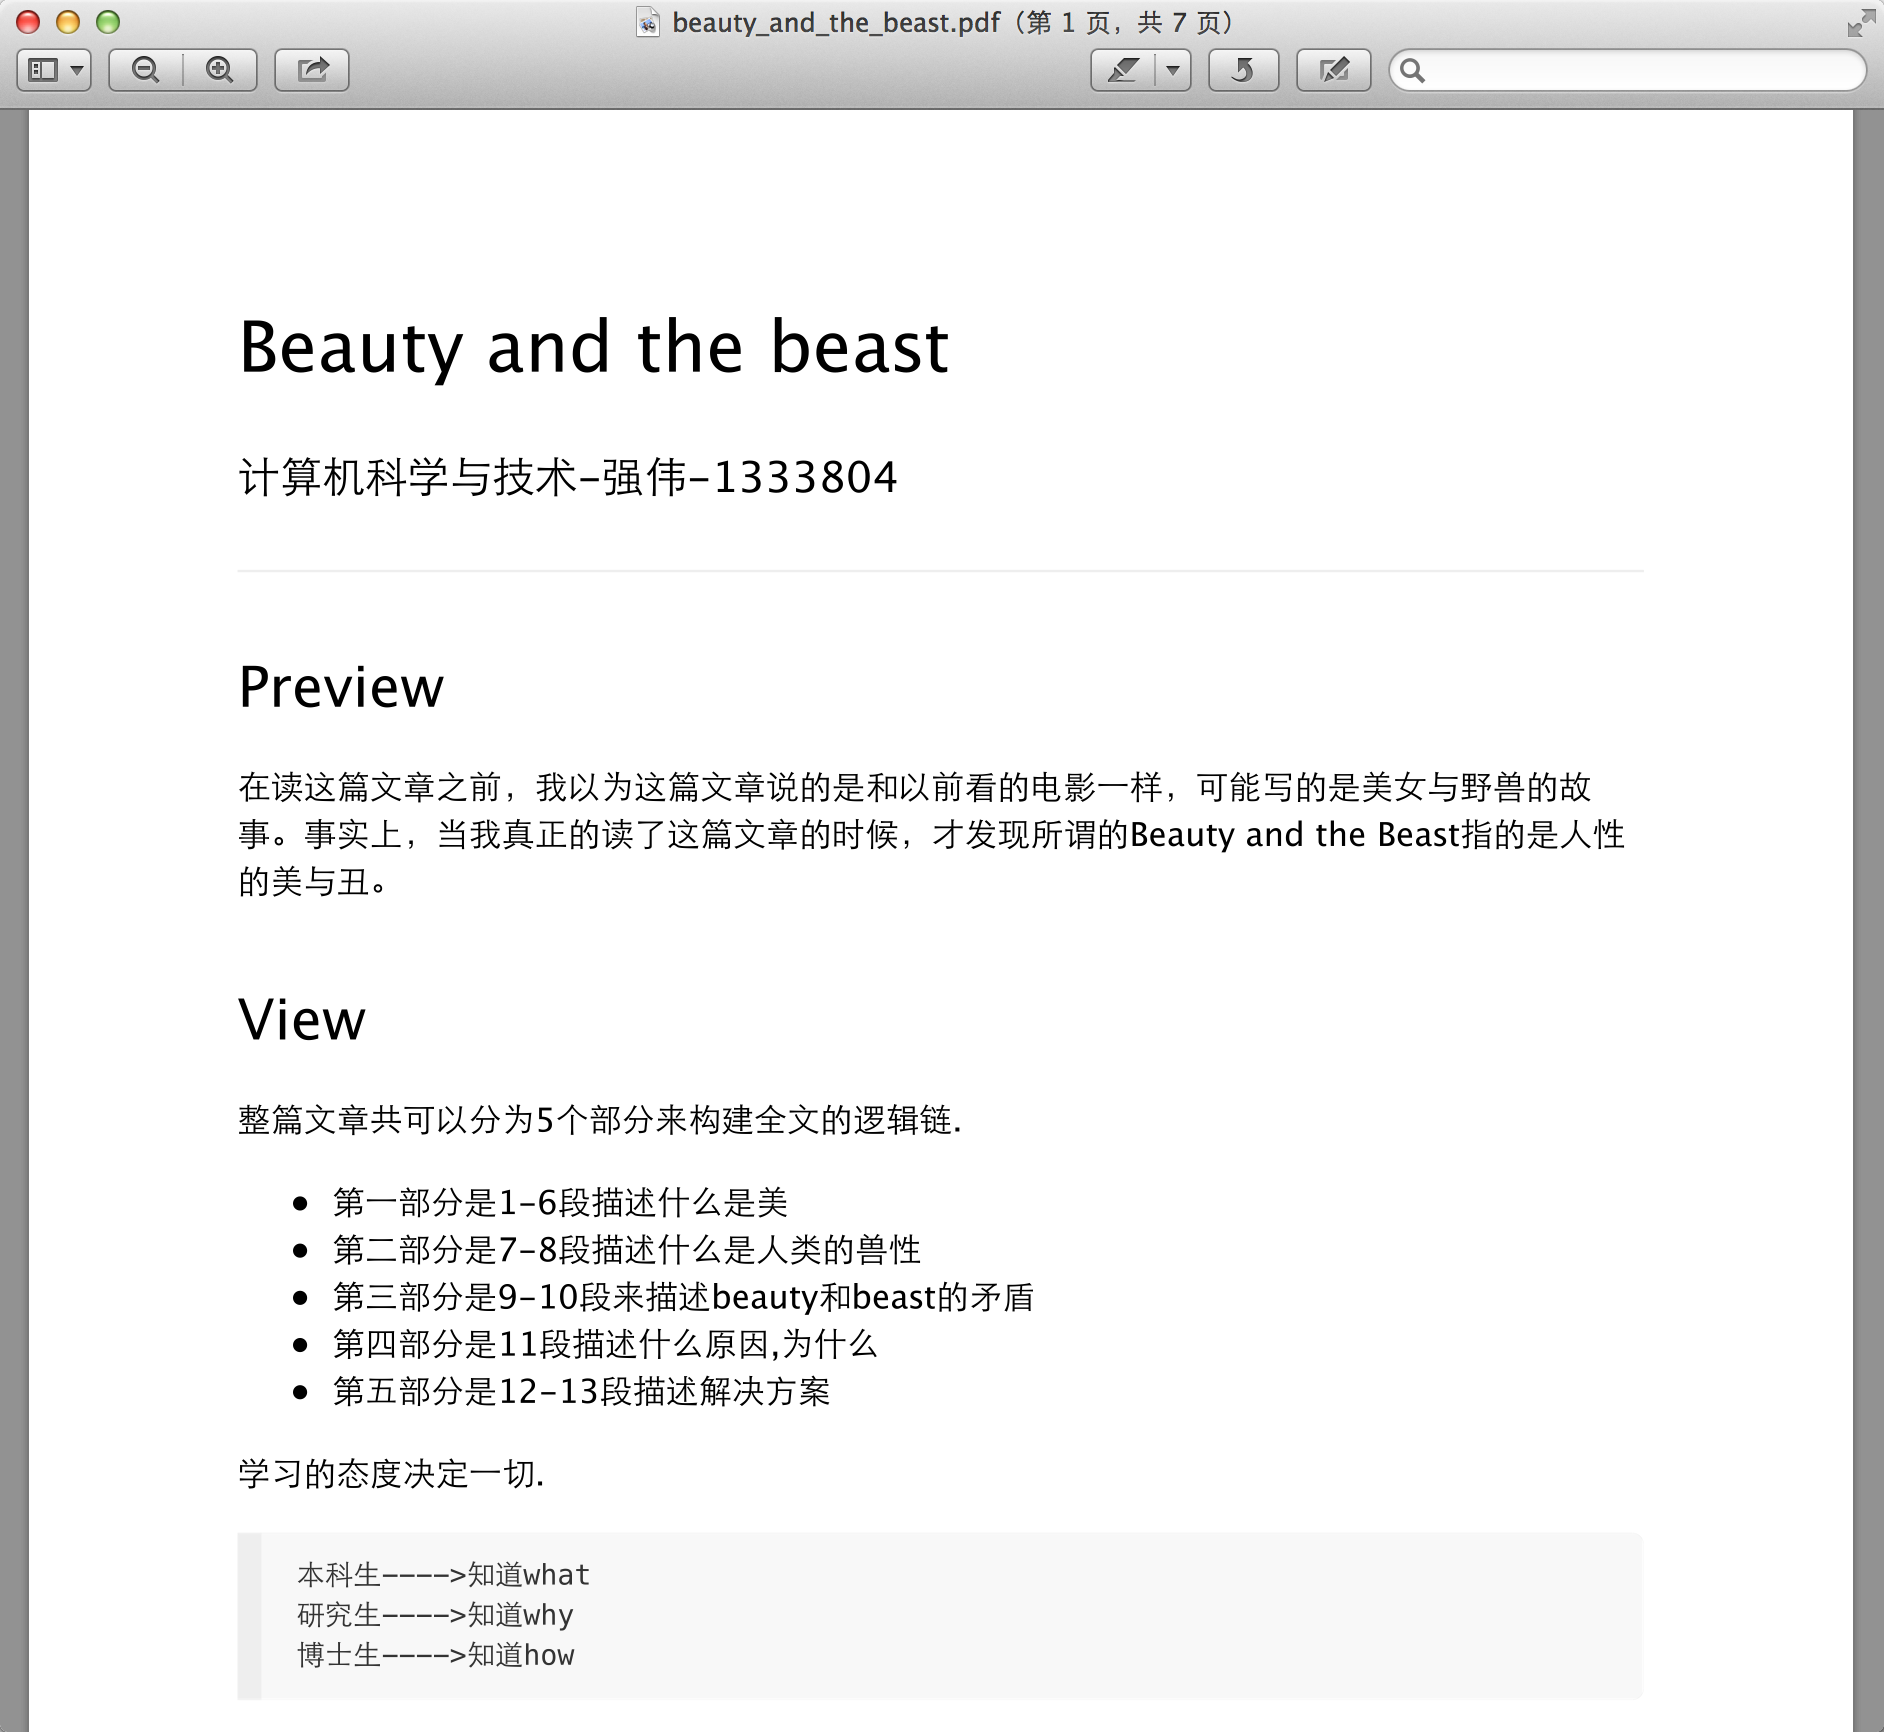 beauty_and_the_beast.pdf（第 1 页，共 7 页）
Beauty and the beast
计算机科学与技术-强伟-1333804
Preview
在读这篇文章之前，我以为这篇文章说的是和以前看的电影一样，可能写的是美女与野兽的故
事。事实上，当我真正的读了这篇文章的时候，才发现所谓的Beauty and the Beast指的是人性
的美与丑。
View
整篇文章共可以分为5个部分来构建全文的逻辑链.
• 第一部分是1-6段描述什么是美
• 第二部分是7-8段描述什么是人类的兽性
• 第三部分是9-10段来描述beauty和beast的矛盾
• 第四部分是11段描述什么原因,为什么
• 第五部分是12-13段描述解决方案
学习的态度决定一切.
本科生---->知道what
研究生---->知道why
博士生---->知道how